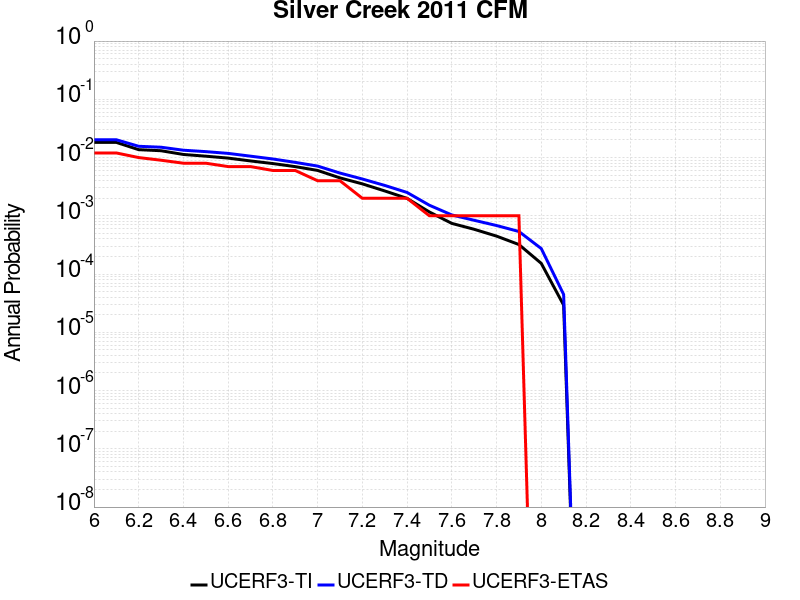 Silver Creek 2011 CFM
10^0
10^-1
10^-2
10^-3
10^-4
10^-5
10^-6
10^-7
10^-8
Annual Probability
6 6.2 6.4 6.6 6.8 7 7.2 7.4 7.6 7.8 8 8.2 8.4 8.6 8.8 9
Magnitude
UCERF3-TI UCERF3-TD UCERF3-ETAS